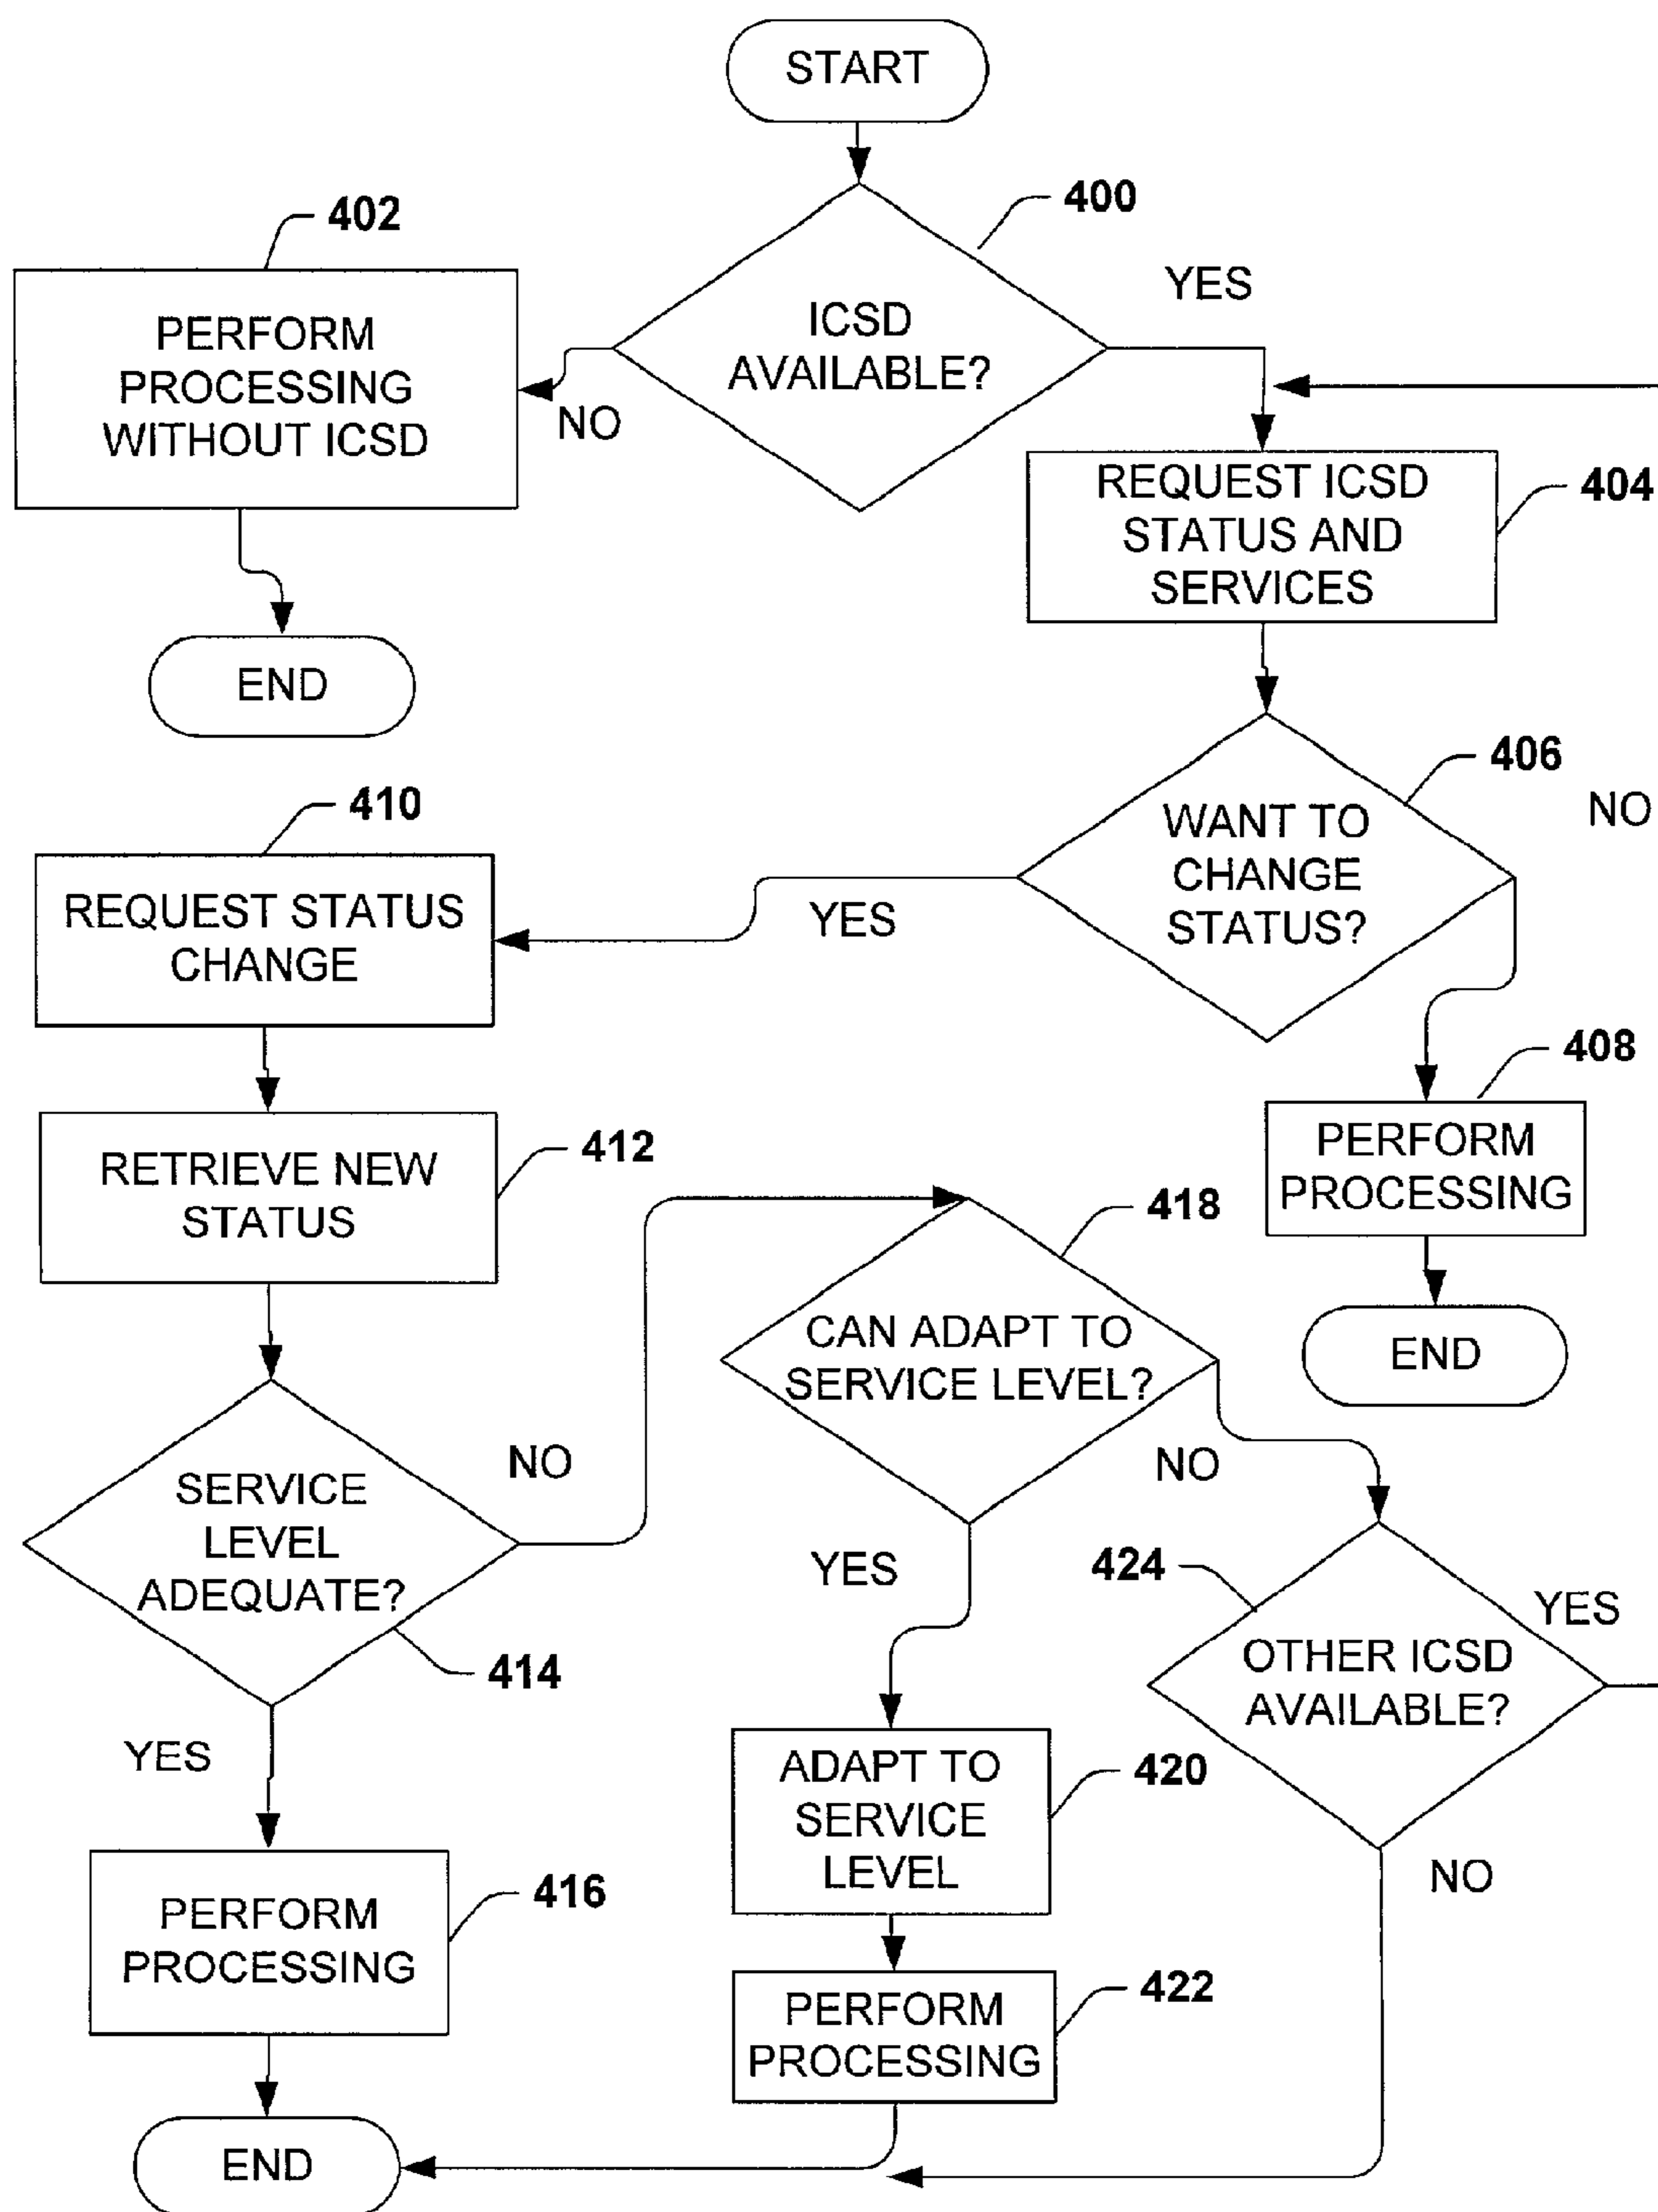 START
400
402
ICSD
AVAILABLE?
YES
NO
PERFORM
PROCESSING
WITHOUT ICSD
END
REQUEST ICSD
STATUS AND
SERVICES
404
406
WANT TO
CHANGE
STATUS?
NO
YES
408
PERFORM
PROCESSING
END
410
REQUEST STATUS
CHANGE
RETRIEVE NEW
STATUS
412
SERVICE
LEVEL
ADEQUATE?
414
NO
YES
PERFORM
PROCESSING
416
END
418
CAN ADAPT TO
SERVICE LEVEL?
NO
YES
ADAPT TO
SERVICE
LEVEL
420
PERFORM
PROCESSING
422
424
OTHER ICSD
AVAILABLE?
YES
NO